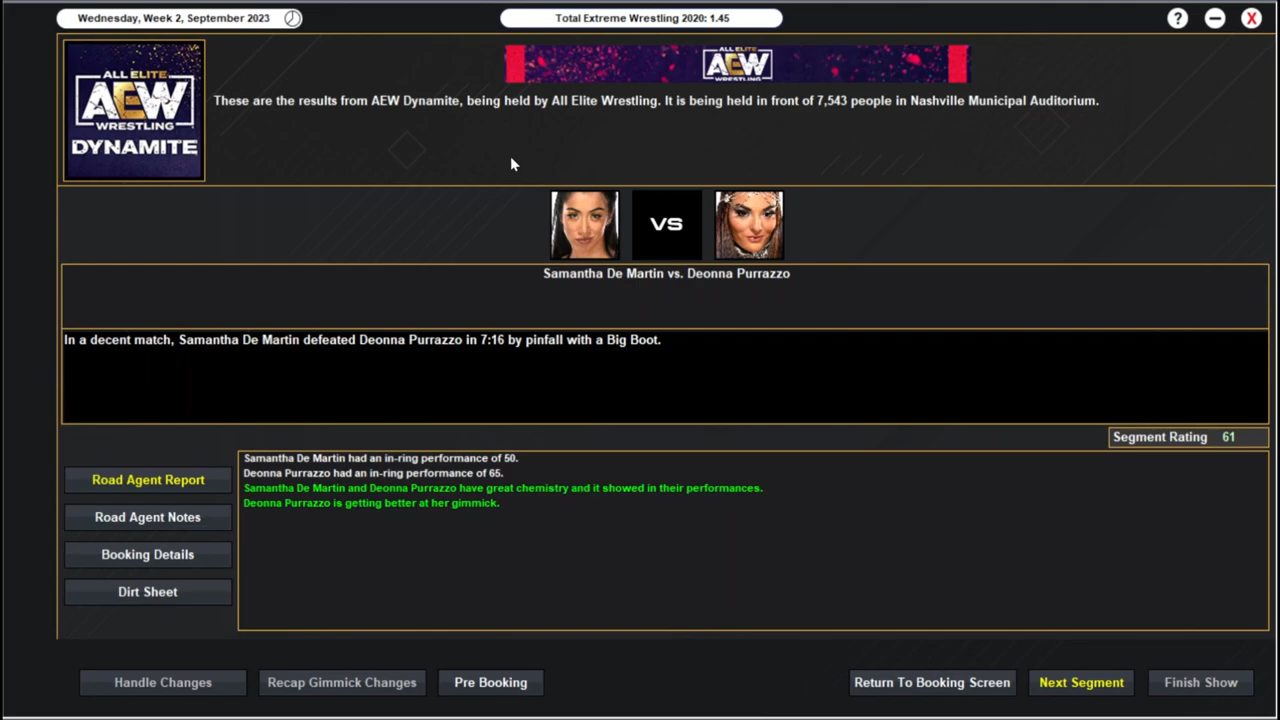 Wednesday, Week 2, September 2023
Total Extreme Wrestling 2020: 1.45
?
X
ALL ELITE
AEW
WRESTLING
DYNAMITE
ALL ELITE
AEW
WRESTLING
These are the results from AEW Dynamite, being held by All Elite Wrestling. It is being held in front of 7,543 people in Nashville Municipal Auditorium.
VS
Samantha De Martin vs. Deonna Purrazzo
In a decent match, Samantha De Martin defeated Deonna Purrazzo in 7:16 by pinfall with a Big Boot.
Segment Rating 61
Road Agent Report
Road Agent Notes
Booking Details
Dirt Sheet
Samantha De Martin had an in-ring performance of 50.
Deonna Purrazzo had an in-ring performance of 65.
Samantha De Martin and Deonna Purrazzo have great chemistry and it showed in their performances.
Deonna Purrazzo is getting better at her gimmick.
Handle Changes
Recap Gimmick Changes
Pre Booking
Return To Booking Screen
Next Segment
Finish Show